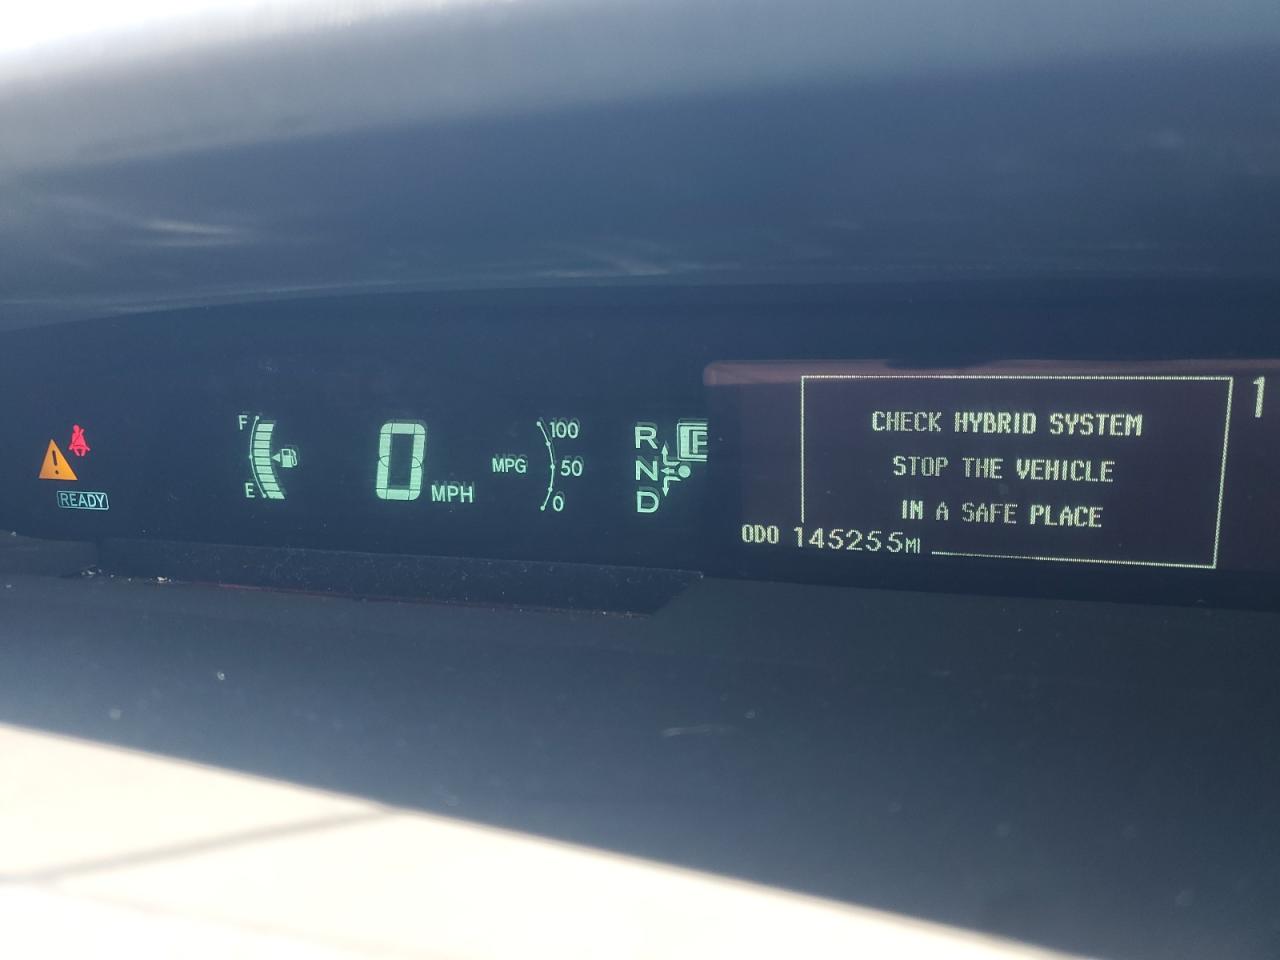 F
E
READY
0 MPH
MPG
100
50
0
R
N
D
CHECK HYBRID SYSTEM
STOP THE VEHICLE
IN A SAFE PLACE
ODO 145255MI
1